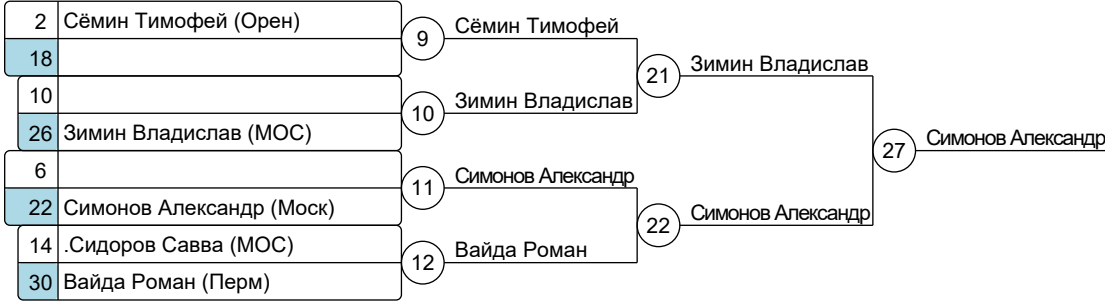 2 Сёмин Тимофей (Орен)
9 Сёмин Тимофей
18
21 Зимин Владислав
10
10 Зимин Владислав
26 Зимин Владислав (МОС)
27 Симонов Александр
6
11 Симонов Александр
22 Симонов Александр (Моск)
22 Симонов Александр
14 .Сидоров Савва (МОС)
12 Вайда Роман
30 Вайда Роман (Перм)